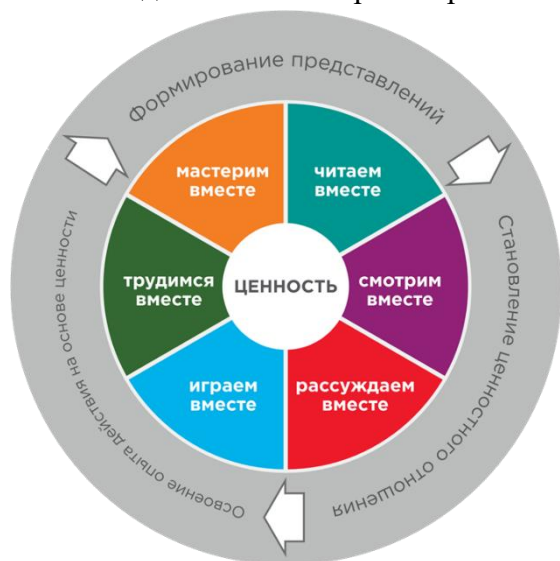 Формирование представлений
Становление ценностного отношения
Освоение опыта действия на основе ценности
мастерим
вместе
читаем
вместе
трудимся
вместе
ЦЕННОСТЬ
смотрим
вместе
играем
вместе
рассуждаем
вместе